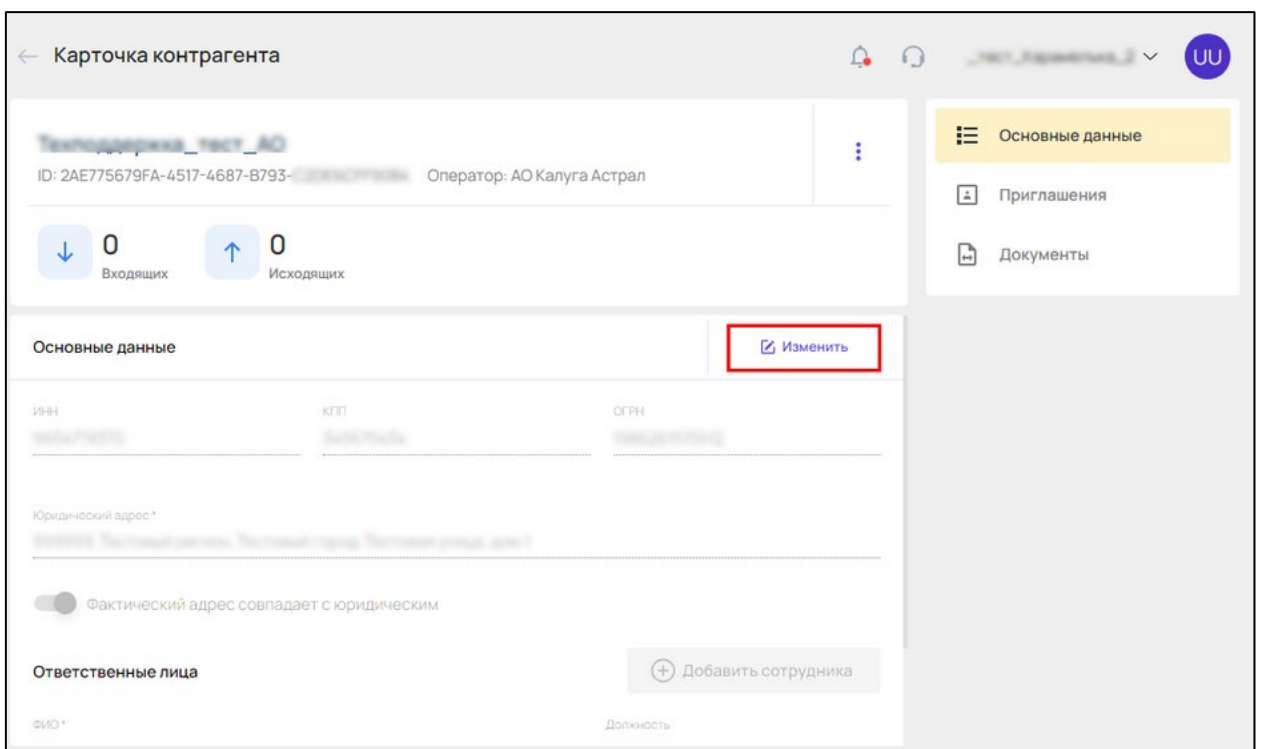 Карточка контрагента
UU
ID: 2AE775679FA-4517-4687-B793- Оператор: АО Калуга Астрал
0
Входящих
0
Исходящих
Основные данные
Приглашения
Документы
Основные данные
Изменить
ИНН КПП ОГРН
Юридический адрес *
Фактический адрес совпадает с юридическим
Ответственные лица
Добавить сотрудника
ФИО * Должность